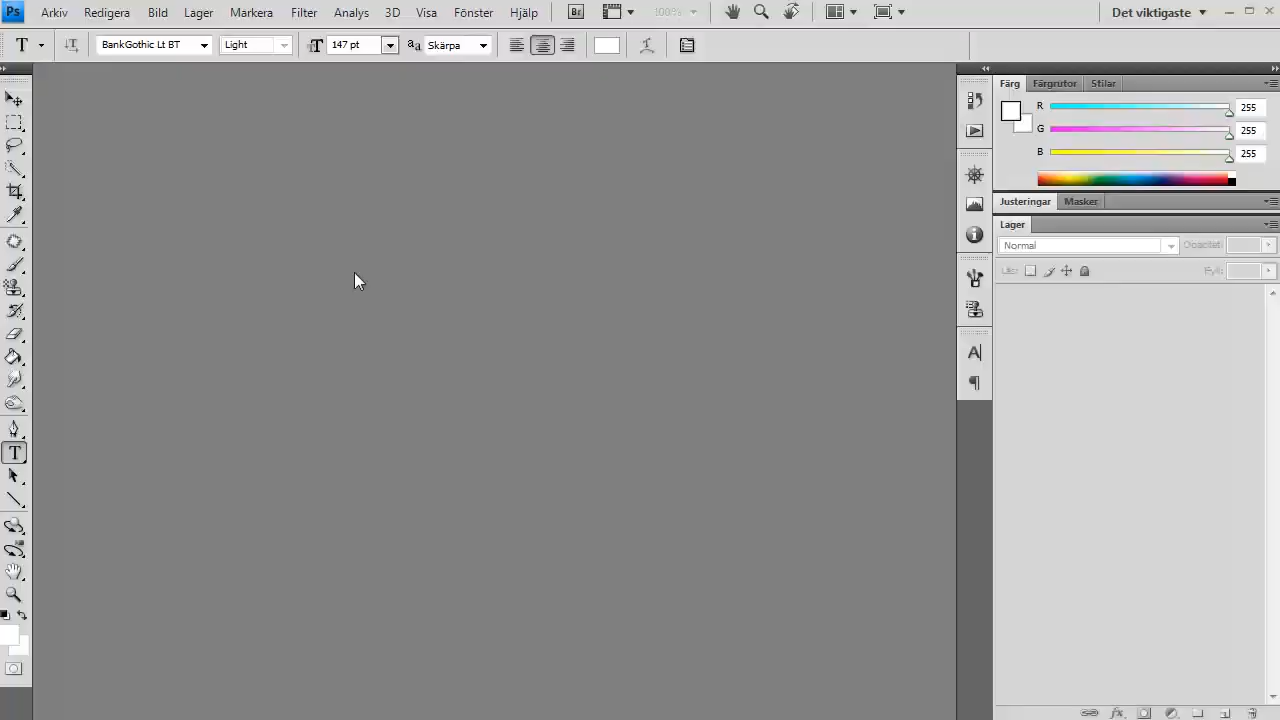 Ps Arkiv Redigera Bild Lager Markera Filter Analys 3D Visa Fönster Hjälp Br 100% Det viktigaste
T BankGothic Lt BT Light 147 pt Skarpa
Färg Färgrutor Stilar
R 255
G 255
B 255
Justeringar Masker
Lager
Normal Opacitet:
Lås: Fyll: